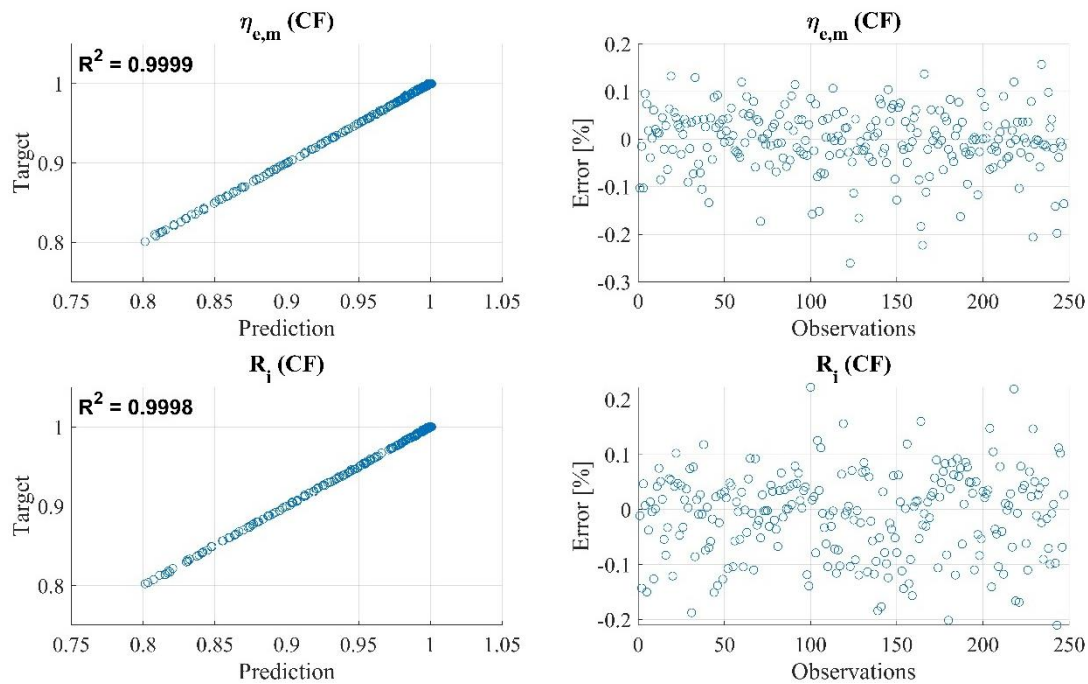 η_e,m (CF)
R² = 0.9999
1
0.9
0.8
Target
0.75 0.8 0.85 0.9 0.95 1 1.05
Prediction
η_e,m (CF)
0.2
0.1
0
-0.1
-0.2
-0.3
Error [%]
0 50 100 150 200 250
Observations
R_i (CF)
R² = 0.9998
1
0.9
0.8
Target
0.75 0.8 0.85 0.9 0.95 1 1.05
Prediction
R_i (CF)
0.2
0.1
0
-0.1
-0.2
Error [%]
0 50 100 150 200 250
Observations